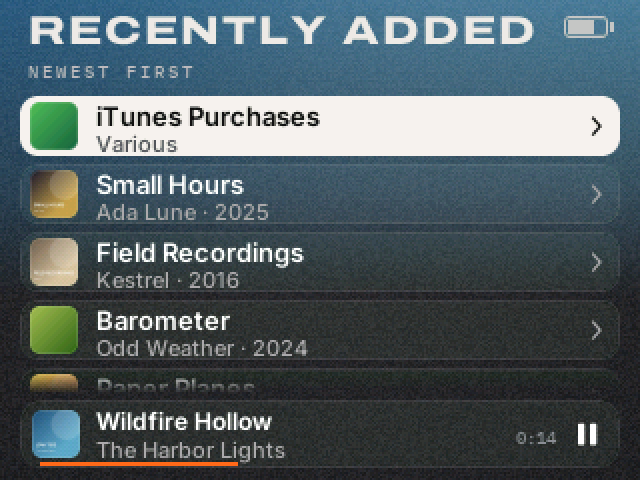 RECENTLY ADDED
NEWEST FIRST
iTunes Purchases
Various
Small Hours
Ada Lune · 2025
Field Recordings
Kestrel · 2016
Barometer
Odd Weather · 2024
Paper Planes
Wildfire Hollow
The Harbor Lights
0:14